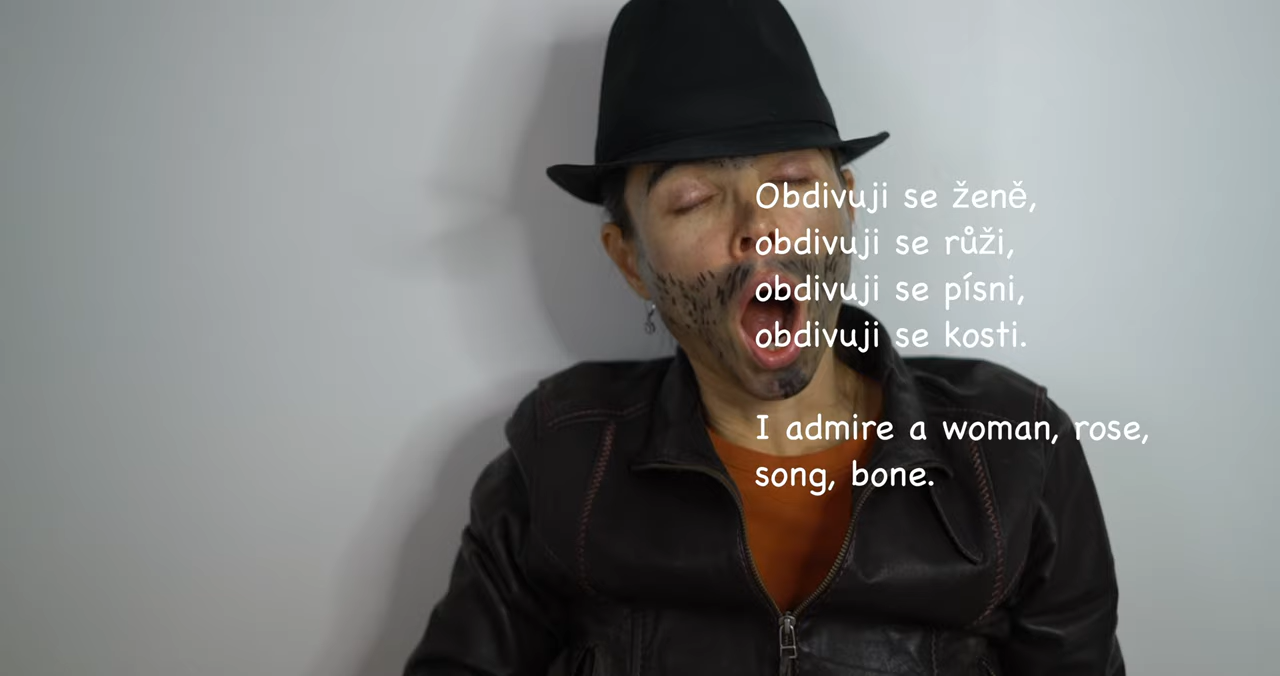 Obdivuji se ženě,
obdivuji se růži,
obdivuji se písni,
obdivuji se kosti.
I admire a woman, rose,
song, bone.